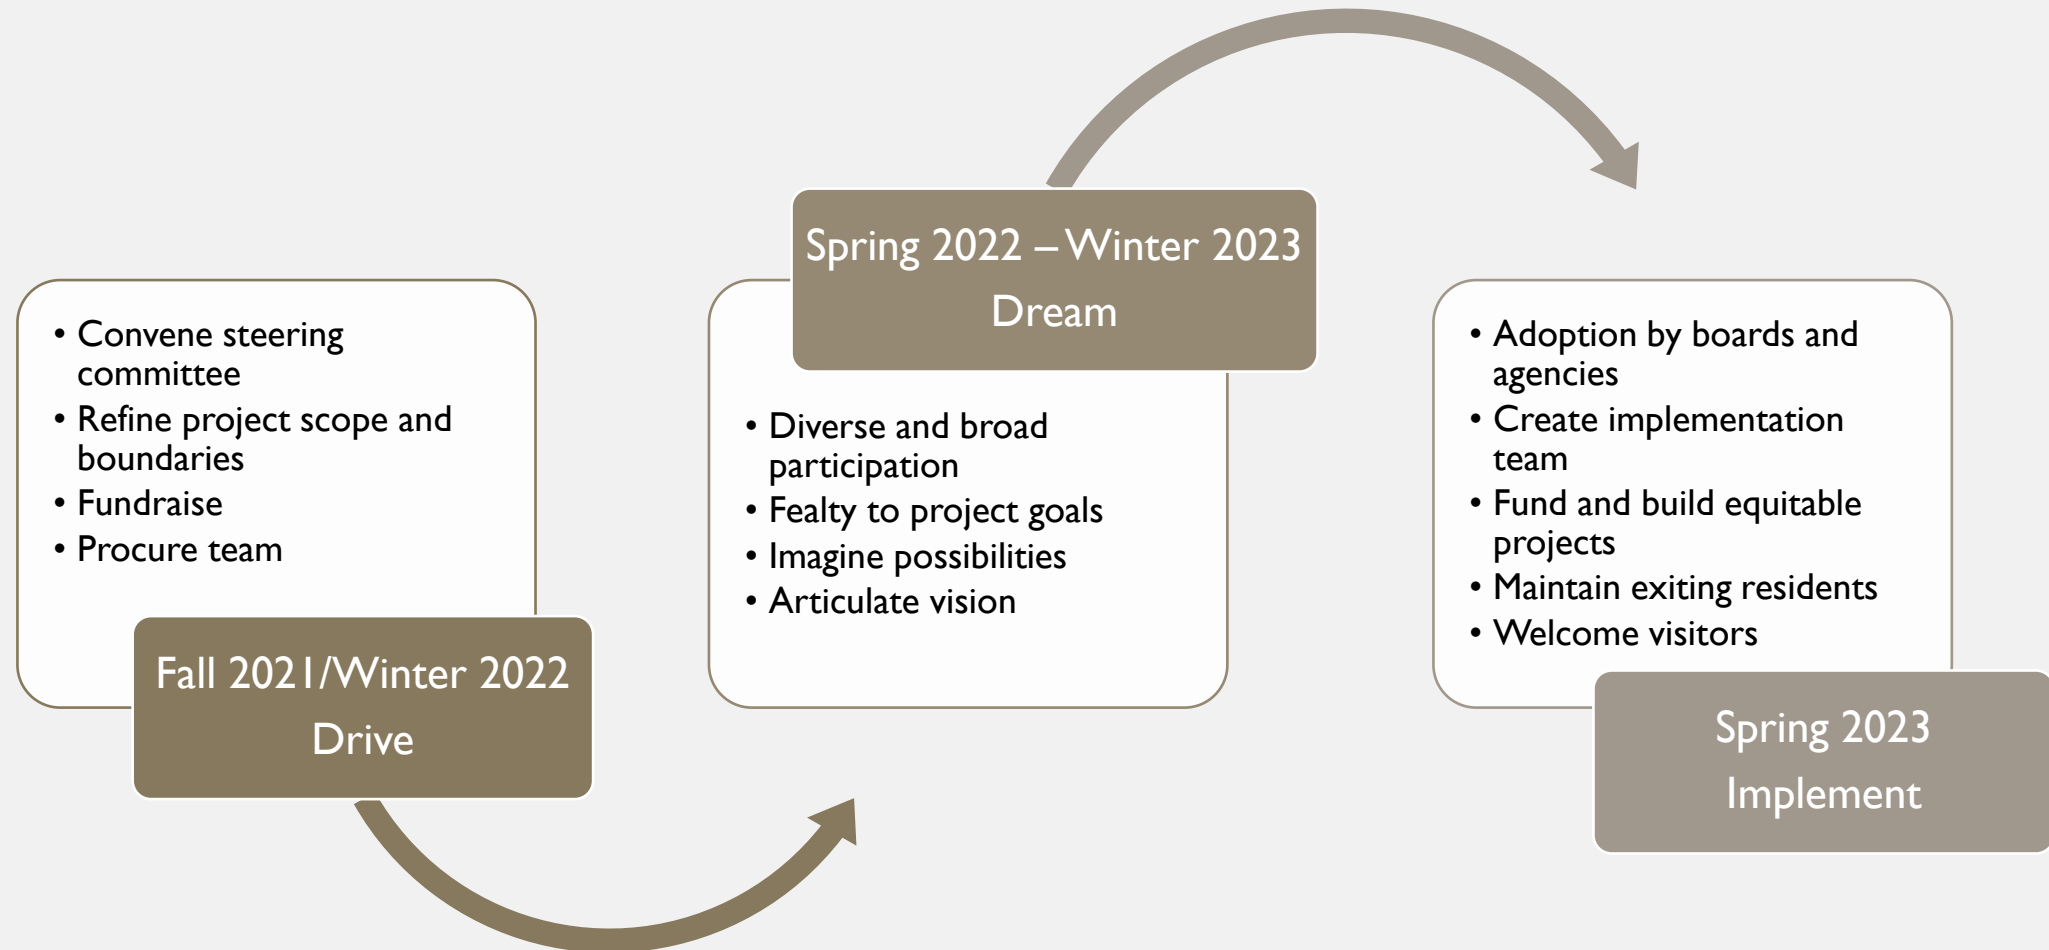 • Convene steering
committee
• Refine project scope and
boundaries
• Fundraise
• Procure team
Fall 2021/Winter 2022
Drive
Spring 2022 – Winter 2023
Dream
• Diverse and broad
participation
• Fealty to project goals
• Imagine possibilities
• Articulate vision
• Adoption by boards and
agencies
• Create implementation
team
• Fund and build equitable
projects
• Maintain exiting residents
• Welcome visitors
Spring 2023
Implement